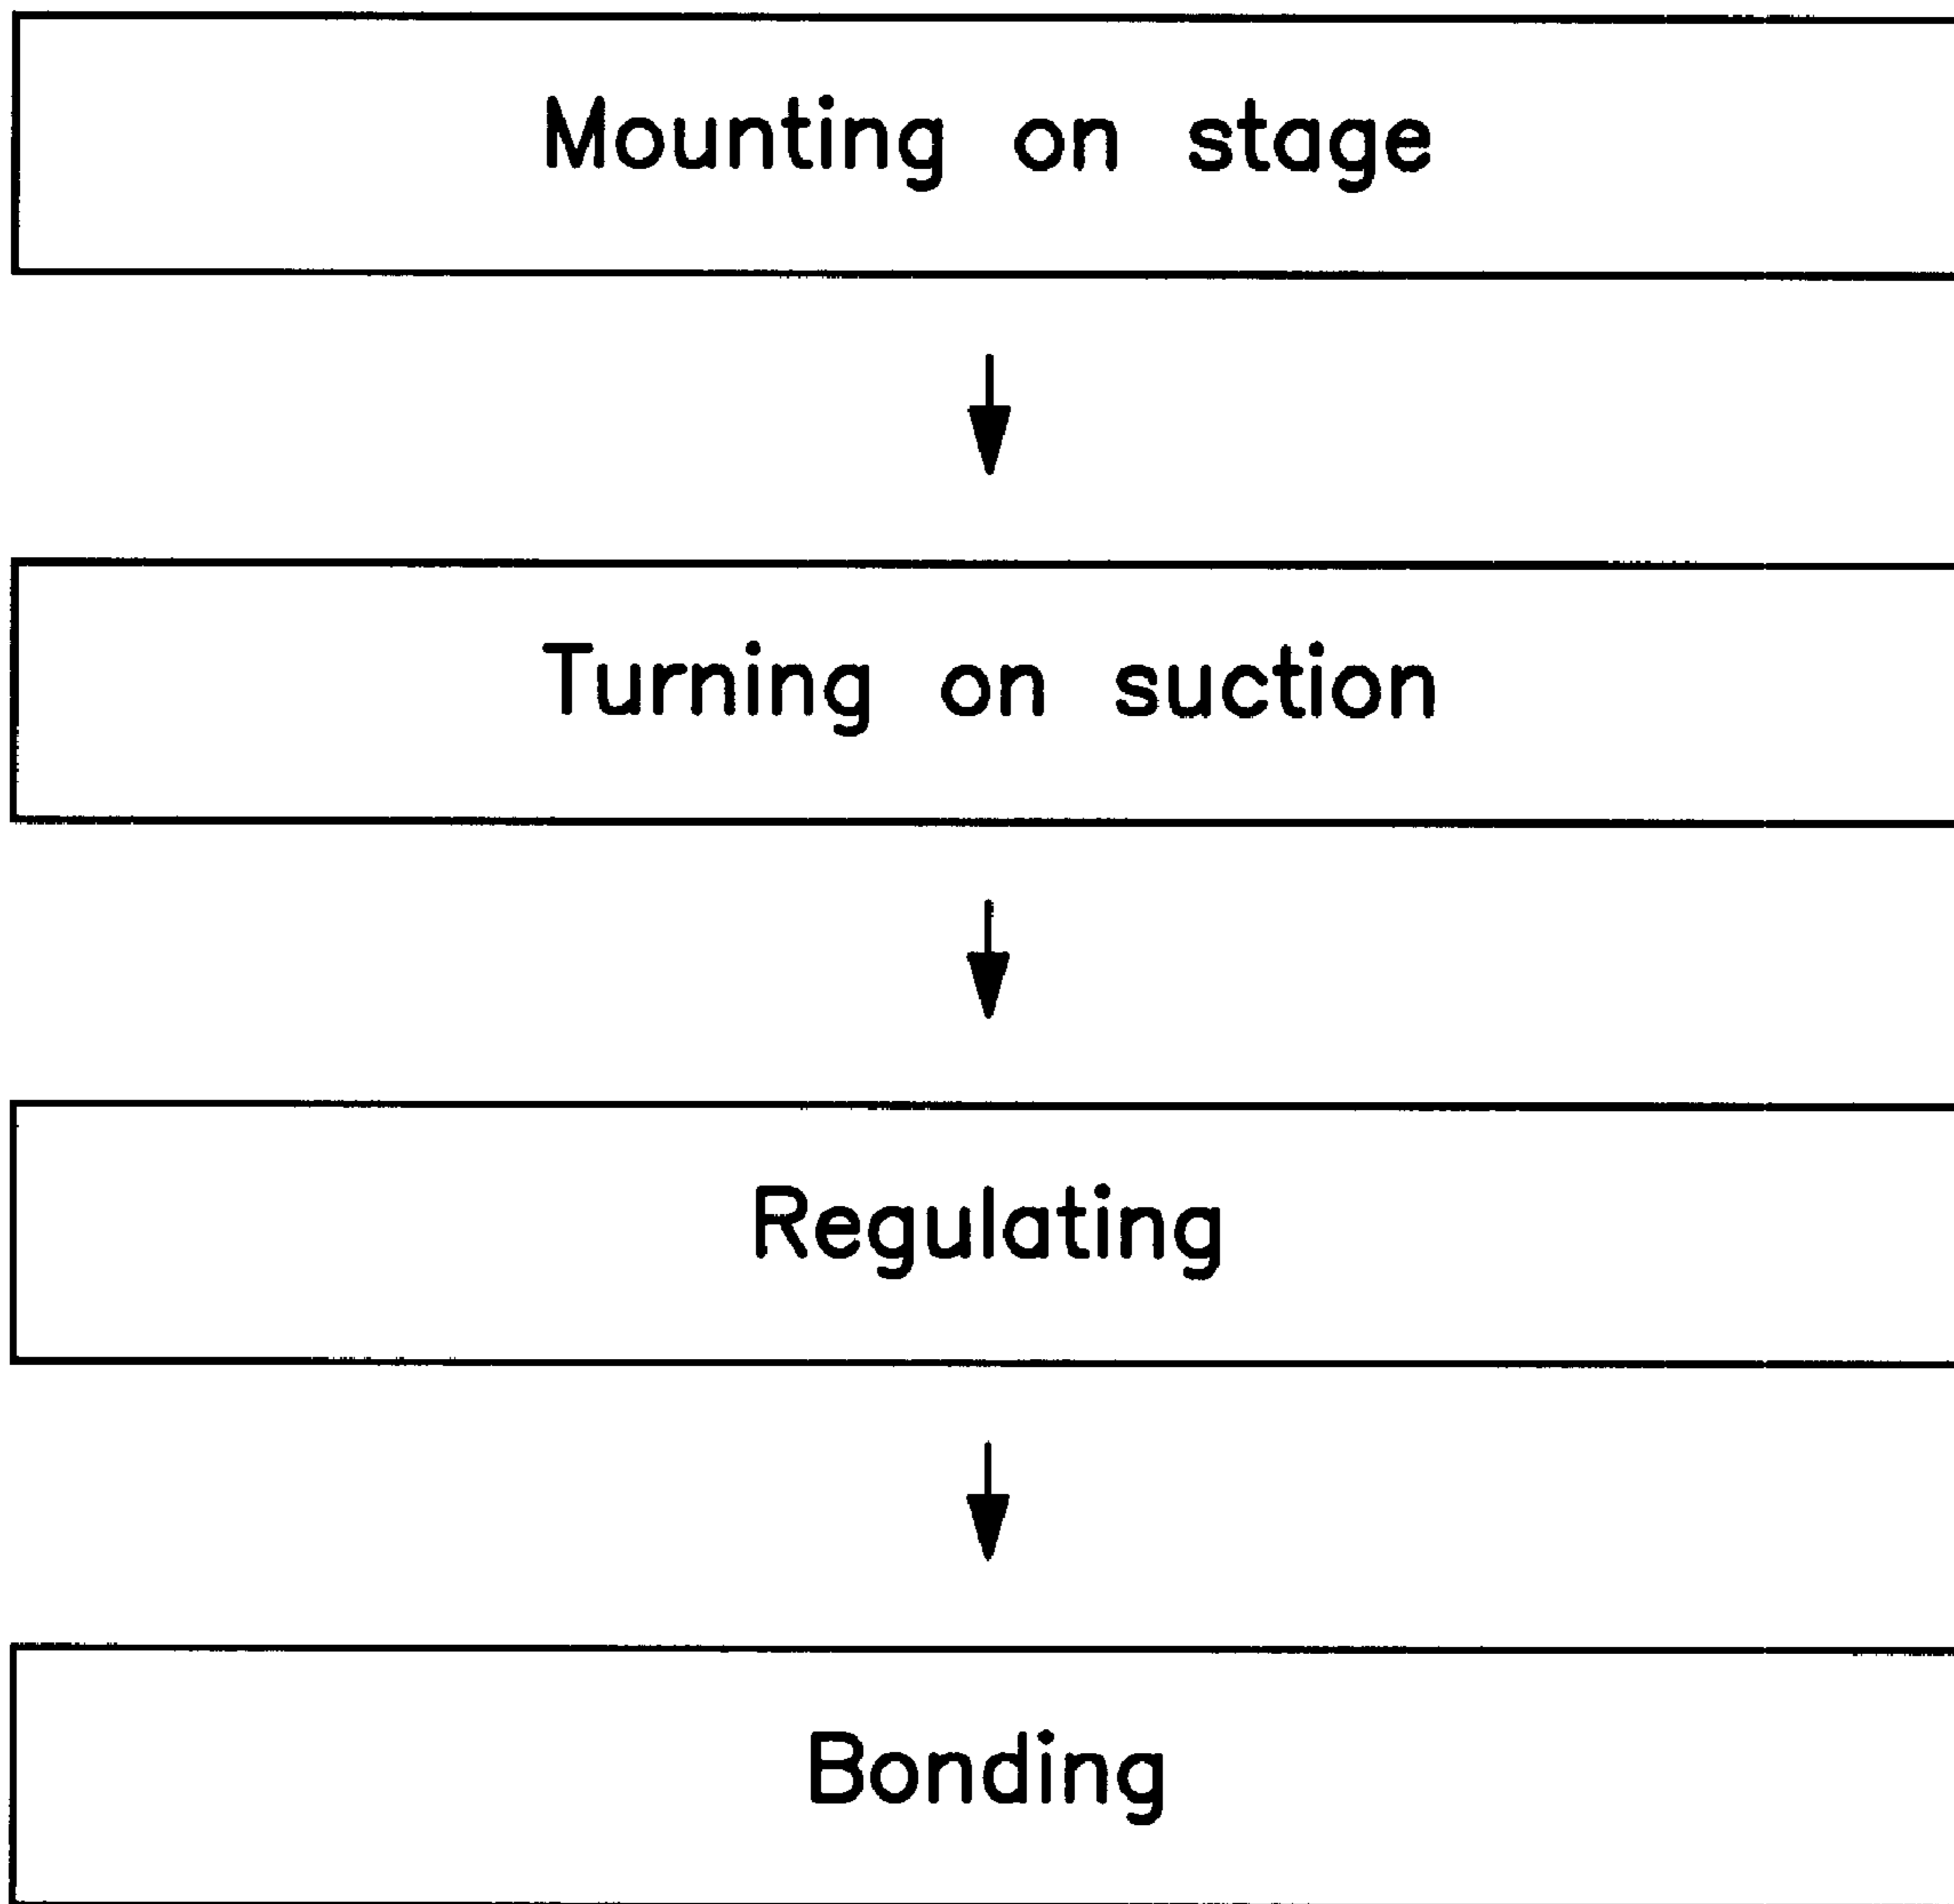 Mounting on stage
Turning on suction
Regulating
Bonding